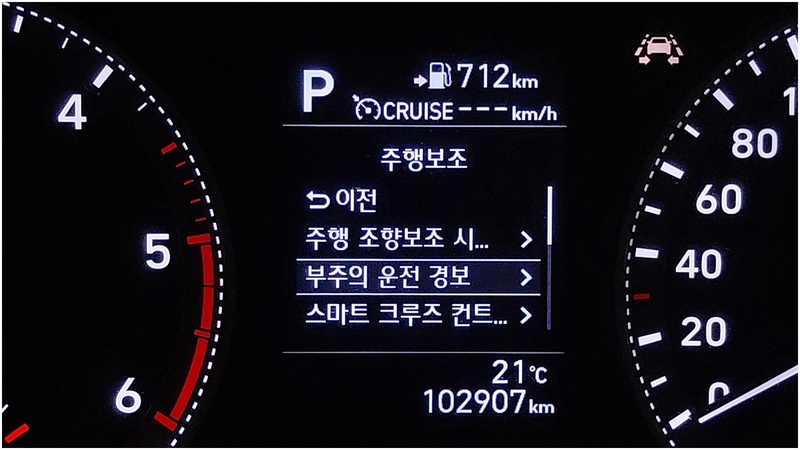 4
5
6
P
712km
CRUISE---km/h
주행보조
이전
주행 조향보조 시...
부주의 운전 경보
스마트 크루즈 컨트...
21°C
102907km
80
60
40
20
0